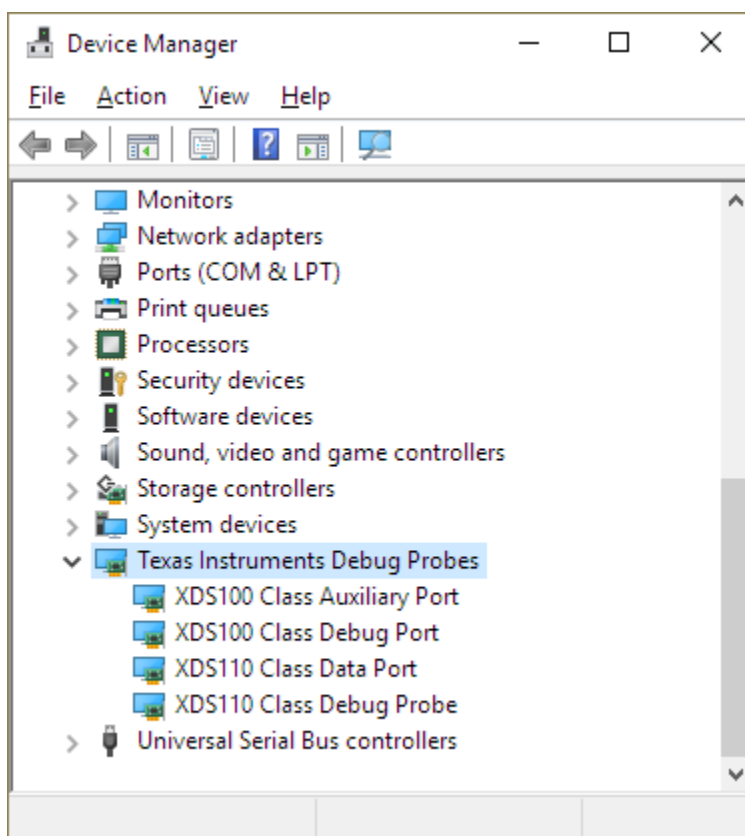 Device Manager
File Action View Help
Monitors
Network adapters
Ports (COM & LPT)
Print queues
Processors
Security devices
Software devices
Sound, video and game controllers
Storage controllers
System devices
Texas Instruments Debug Probes
XDS100 Class Auxiliary Port
XDS100 Class Debug Port
XDS110 Class Data Port
XDS110 Class Debug Probe
Universal Serial Bus controllers